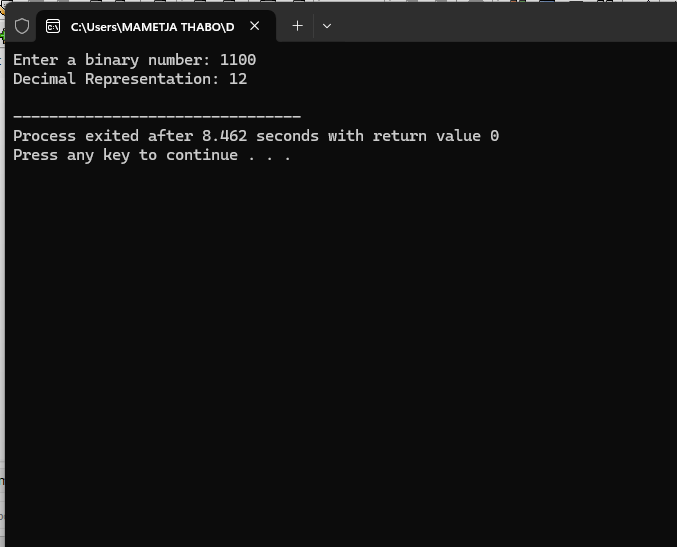 C:\Users\MAMETJA THABO\D
Enter a binary number: 1100
Decimal Representation: 12
--------------------------------
Process exited after 8.462 seconds with return value 0
Press any key to continue . . .